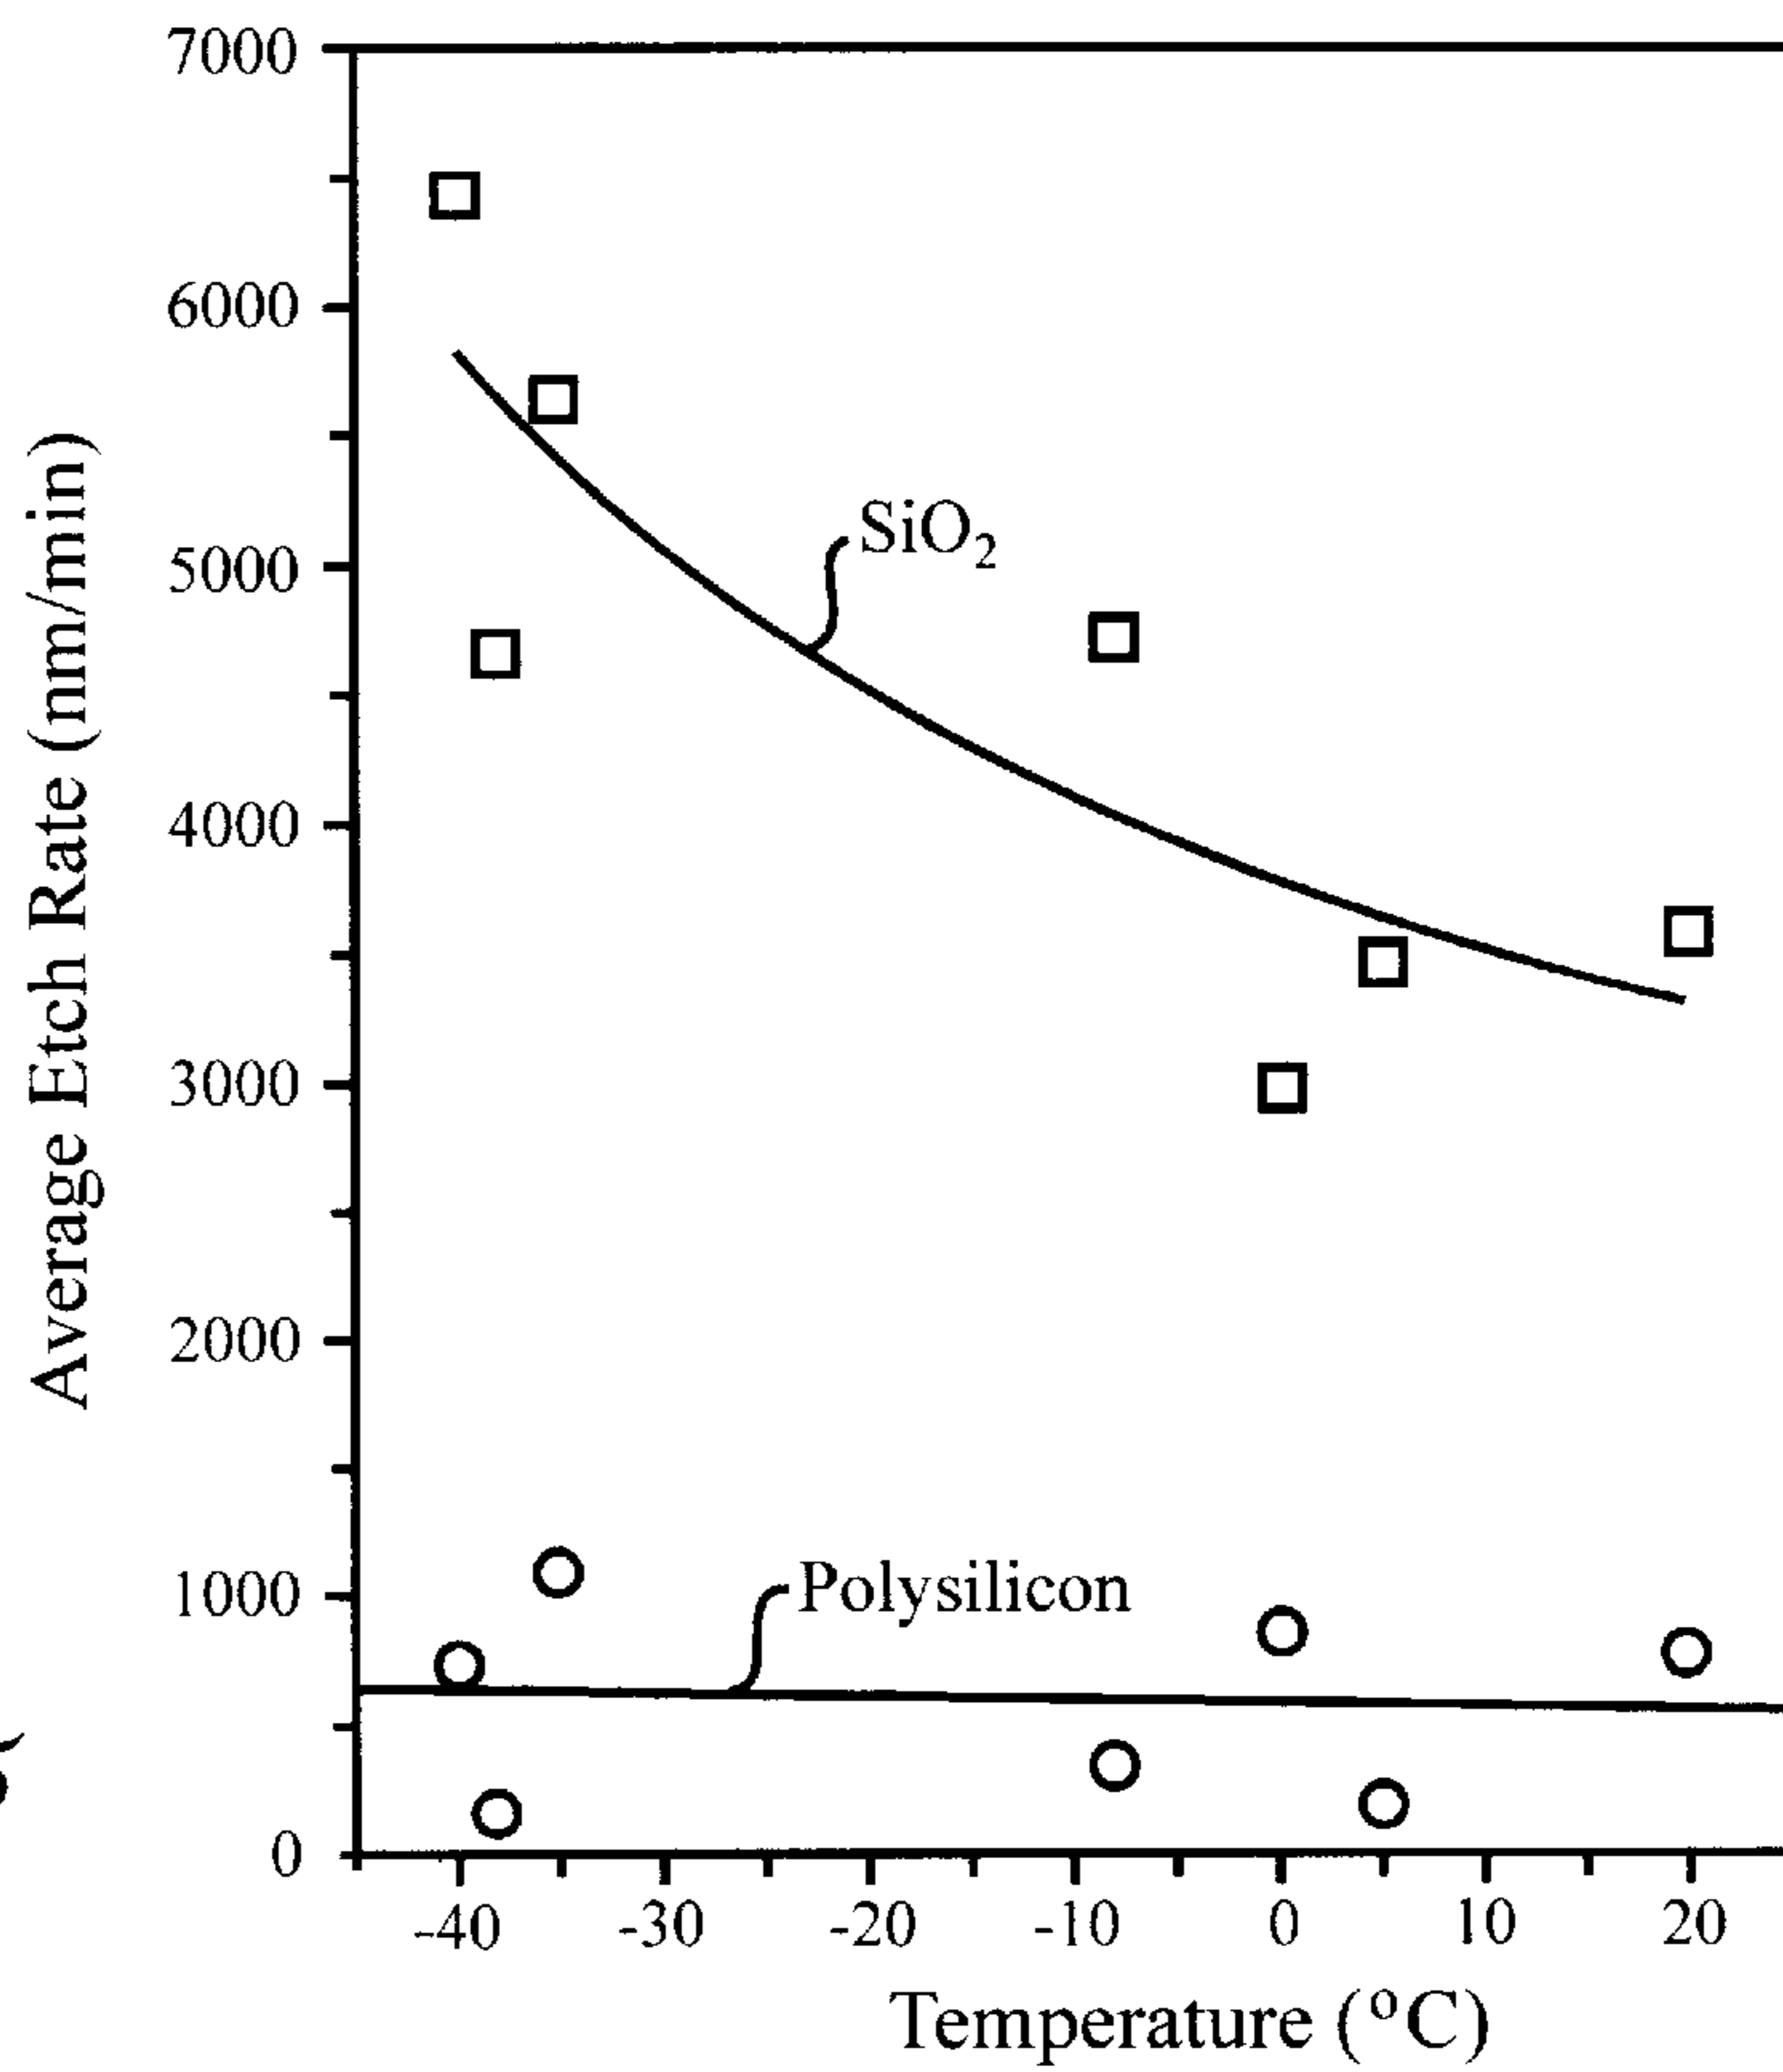 7000
6000
5000
4000
3000
2000
1000
0
Average Etch Rate (nm/min)
SiO₂
Polysilicon
-40 -30 -20 -10 0 10 20
Temperature (°C)